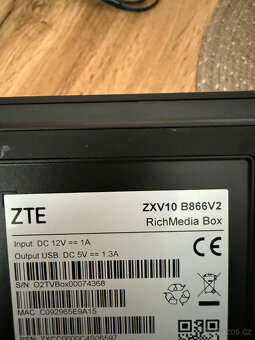 ZTE
ZXV10 B866V2
RichMedia Box
Input: DC 12V == 1A
Output USB: DC 5V == 1.3A
S/N: O2TVBox00074368
MAC: C092965E9A15
CE